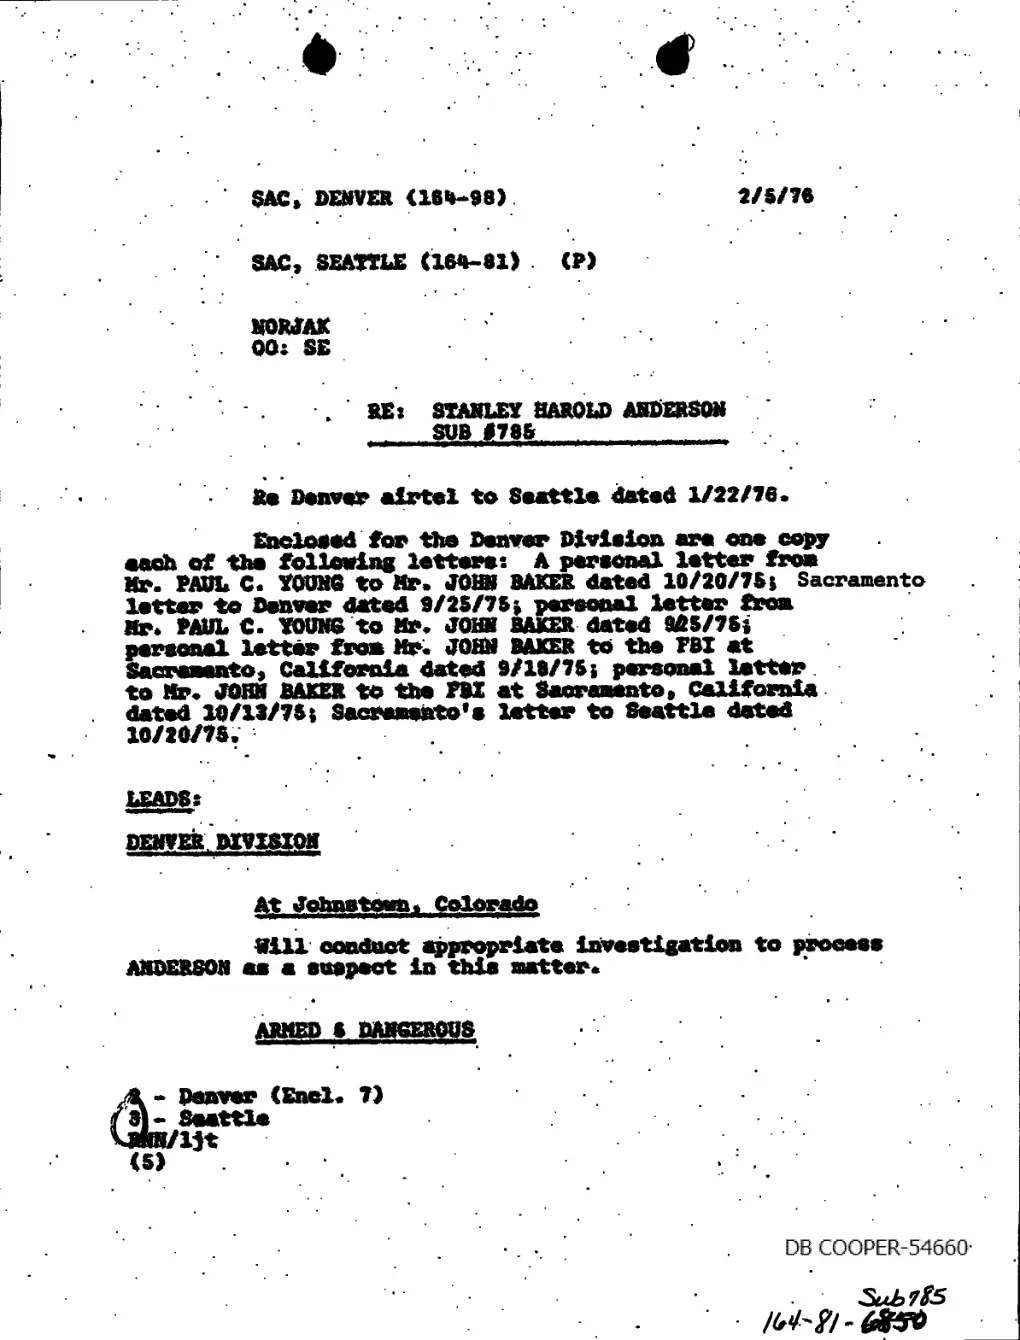 SAC, DENVER (164-98) 2/5/76
SAC, SEATTLE (164-81) (P)
NORJAK
OO: SE
RE: STANLEY HAROLD ANDERSON
SUB #785
Re Denver airtel to Seattle dated 1/22/76.
Enclosed for the Denver Division are one copy
each of the following letters: A personal letter from
Mr. PAUL C. YOUNG to Mr. JOHN BAKER dated 10/20/75; Sacramento
letter to Denver dated 9/25/75; personal letter from
Mr. PAUL C. YOUNG to Mr. JOHN BAKER dated 9/25/75;
personal letter from Mr. JOHN BAKER to the FBI at
Sacramento, California dated 9/18/75; personal letter
to Mr. JOHN BAKER to the FBI at Sacramento, California
dated 10/13/75; Sacramento's letter to Seattle dated
10/20/75.
LEADS:
DENVER DIVISION
At Johnstown, Colorado
Will conduct appropriate investigation to process
ANDERSON as a suspect in this matter.
ARMED & DANGEROUS
2 - Denver (Encl. 7)
3 - Seattle
/ljt
(5)
DB COOPER-54660
Sub 785
164-81-6850